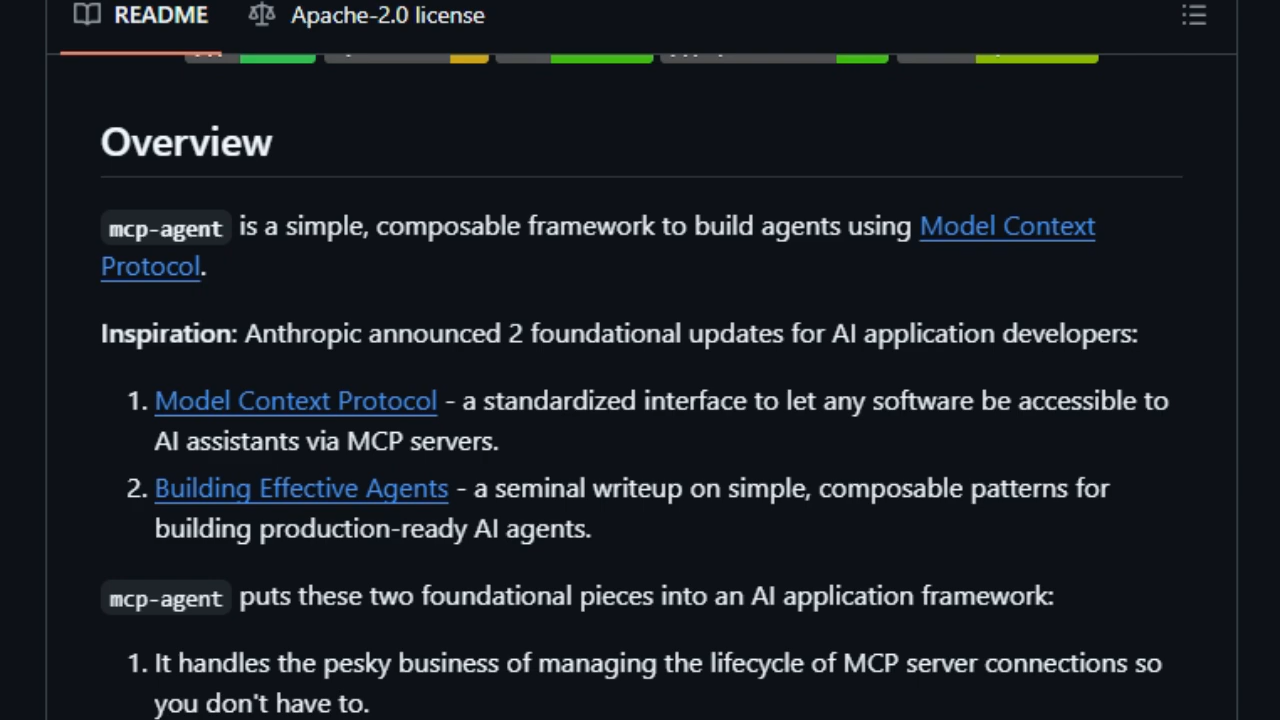 README Apache-2.0 license
Overview
mcp-agent is a simple, composable framework to build agents using Model Context
Protocol.
Inspiration: Anthropic announced 2 foundational updates for AI application developers:
1. Model Context Protocol - a standardized interface to let any software be accessible to
AI assistants via MCP servers.
2. Building Effective Agents - a seminal writeup on simple, composable patterns for
building production-ready AI agents.
mcp-agent puts these two foundational pieces into an AI application framework:
1. It handles the pesky business of managing the lifecycle of MCP server connections so
you don't have to.